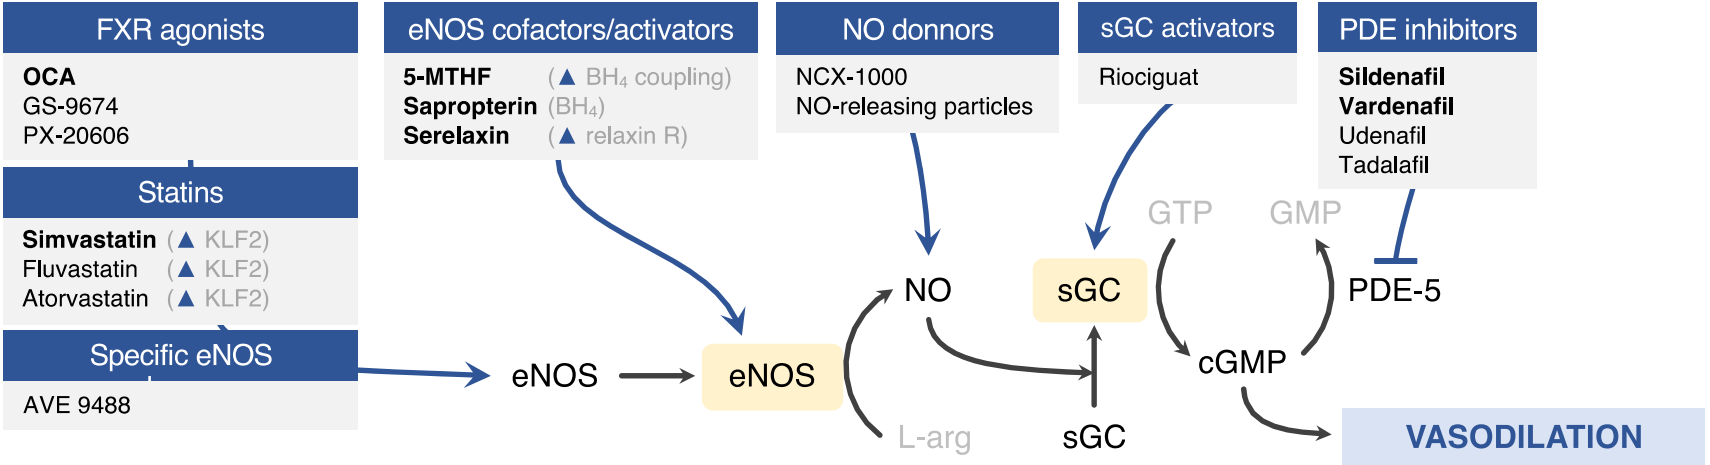 FXR agonists
OCA
GS-9674
PX-20606
Statins
Simvastatin (▲ KLF2)
Fluvastatin (▲ KLF2)
Atorvastatin (▲ KLF2)
Specific eNOS
AVE 9488
eNOS cofactors/activators
5-MTHF (▲ BH₄ coupling)
Sapropterin (BH₄)
Serelaxin (▲ relaxin R)
NO donnors
NCX-1000
NO-releasing particles
sGC activators
Riociguat
PDE inhibitors
Sildenafil
Vardenafil
Udenafil
Tadalafil
eNOS
eNOS
NO
L-arg
sGC
sGC
GTP
GMP
cGMP
PDE-5
VASODILATION